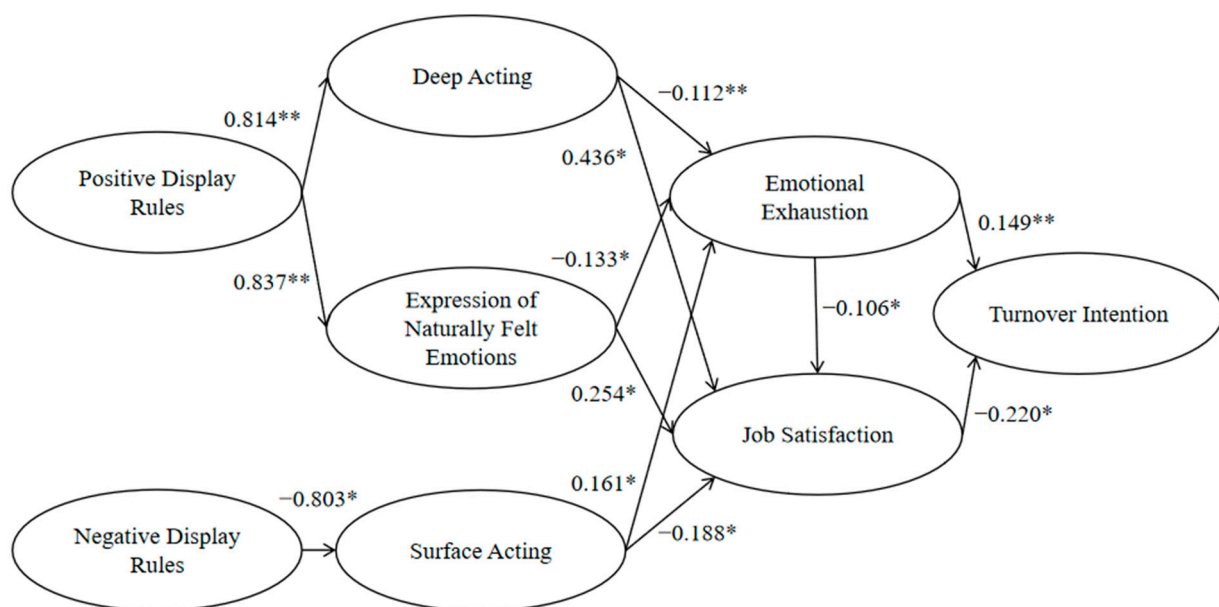 Deep Acting
−0.112**
0.814**
0.436*
Positive Display
Rules
Emotional
Exhaustion
0.149**
−0.133*
0.837**
Expression of
Naturally Felt
Emotions
−0.106*
Turnover Intention
0.254*
Job Satisfaction
−0.220*
0.161*
−0.803*
−0.188*
Negative Display
Rules
Surface Acting